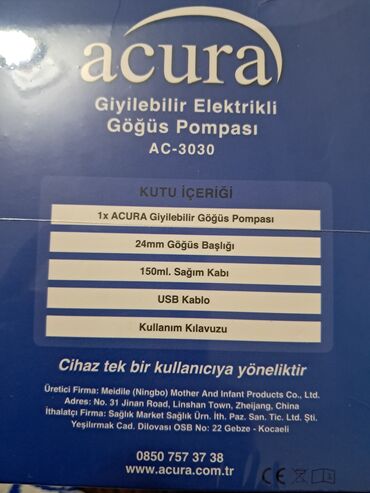 acura
Giyilebilir Elektrikli
Göğüs Pompası
AC-3030
KUTU İÇERİĞİ
1x ACURA Giyilebilir Göğüs Pompası
24mm Göğüs Başlığı
150ml. Sağım Kabı
USB Kablo
Kullanım Kılavuzu
Cihaz tek bir kullanıcıya yöneliktir
Üretici Firma: Meidile (Ningbo) Mother And Infant Products Co., Ltd.
Adres: No. 31 Jinan Road, Linshan Town, Zheijang, China
İthalatçı Firma: Sağlık Market Sağlık Ürün. İth. Paz. San. Tic. Ltd. Şti.
Yeşilırmak Cad. Dilovası OSB No: 22 Gebze - Kocaeli
0850 757 37 38
www.acura.com.tr
CE